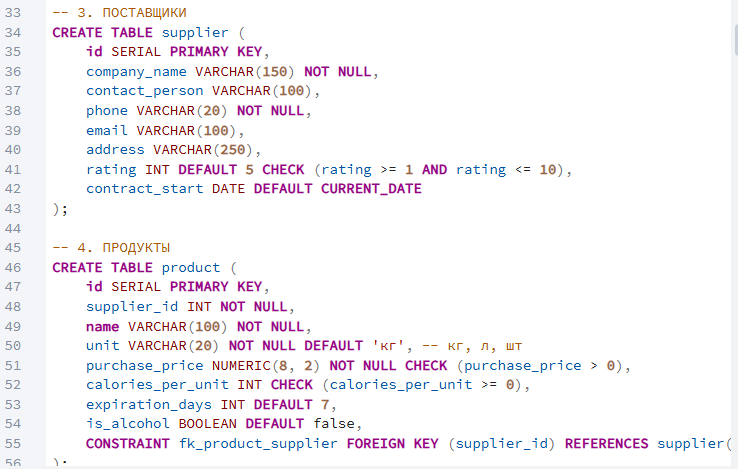 33 -- 3. ПОСТАВЩИКИ
34 CREATE TABLE supplier (
35 id SERIAL PRIMARY KEY,
36 company_name VARCHAR(150) NOT NULL,
37 contact_person VARCHAR(100),
38 phone VARCHAR(20) NOT NULL,
39 email VARCHAR(100),
40 address VARCHAR(250),
41 rating INT DEFAULT 5 CHECK (rating >= 1 AND rating <= 10),
42 contract_start DATE DEFAULT CURRENT_DATE
43 );
44
45 -- 4. ПРОДУКТЫ
46 CREATE TABLE product (
47 id SERIAL PRIMARY KEY,
48 supplier_id INT NOT NULL,
49 name VARCHAR(100) NOT NULL,
50 unit VARCHAR(20) NOT NULL DEFAULT 'кг', -- кг, л, шт
51 purchase_price NUMERIC(8, 2) NOT NULL CHECK (purchase_price > 0),
52 calories_per_unit INT CHECK (calories_per_unit >= 0),
53 expiration_days INT DEFAULT 7,
54 is_alcohol BOOLEAN DEFAULT false,
55 CONSTRAINT fk_product_supplier FOREIGN KEY (supplier_id) REFERENCES supplier(
56 );